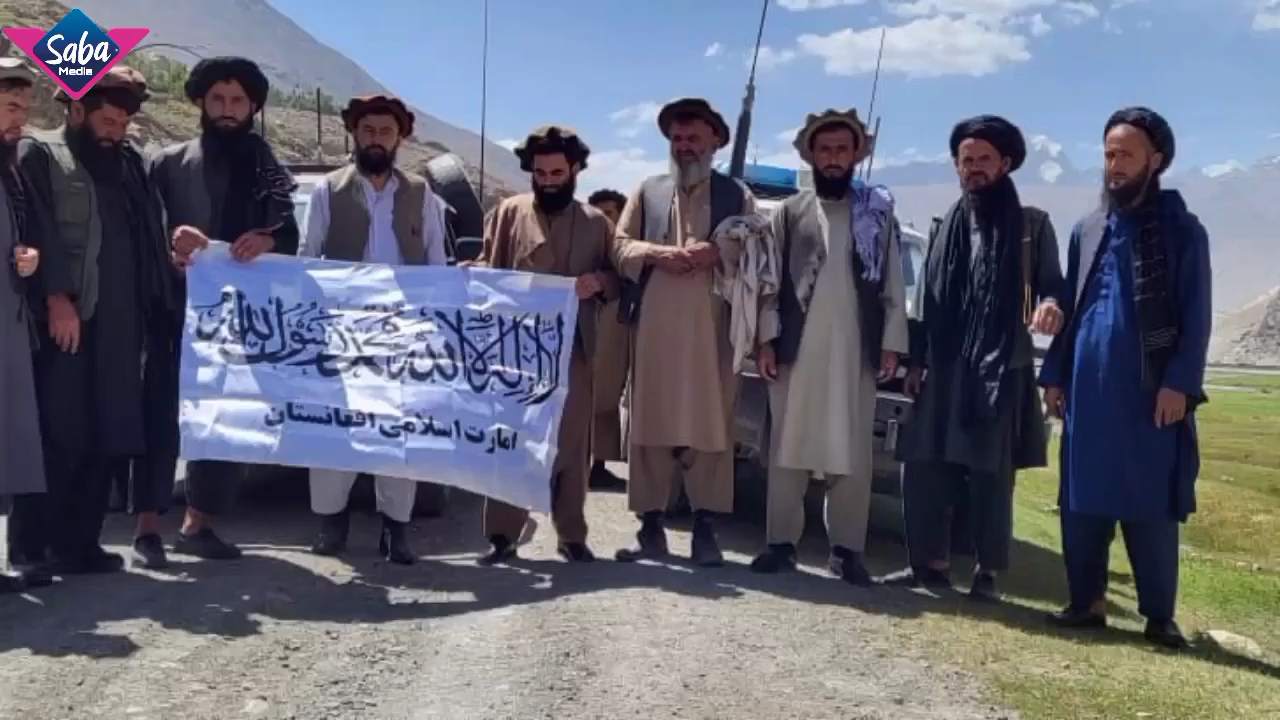 Saba
Media
لا إله إلا الله محمد رسول الله
امارت اسلامی افغانستان